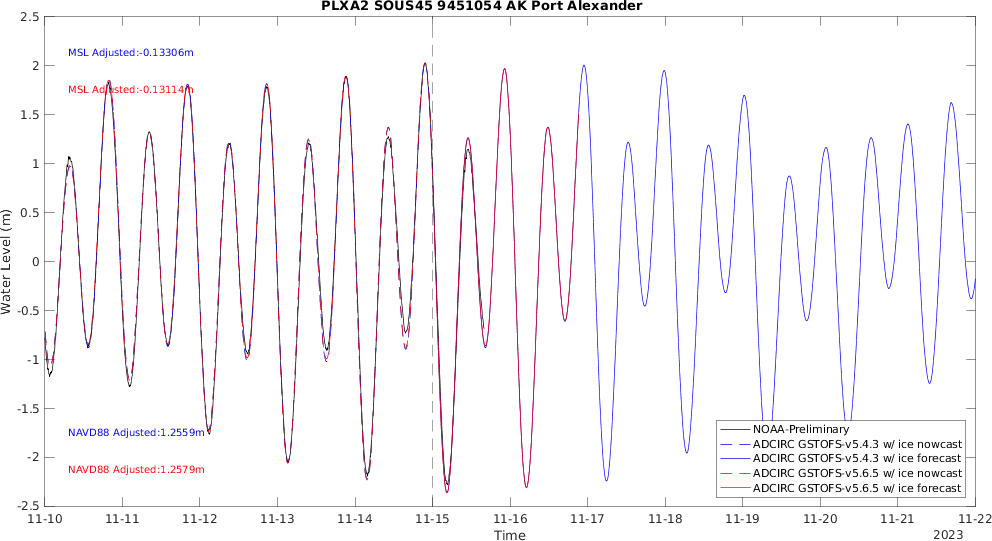 PLXA2 SOUS45 9451054 AK Port Alexander
2.5
2
1.5
1
0.5
0
-0.5
-1
-1.5
-2
-2.5
Water Level (m)
MSL Adjusted:-0.13306m
MSL Adjusted:-0.13114m
NAVD88 Adjusted:1.2559m
NAVD88 Adjusted:1.2579m
NOAA-Preliminary
ADCIRC GSTOFS-v5.4.3 w/ ice nowcast
ADCIRC GSTOFS-v5.4.3 w/ ice forecast
ADCIRC GSTOFS-v5.6.5 w/ ice nowcast
ADCIRC GSTOFS-v5.6.5 w/ ice forecast
11-10 11-11 11-12 11-13 11-14 11-15 11-16 11-17 11-18 11-19 11-20 11-21 11-22
Time
2023